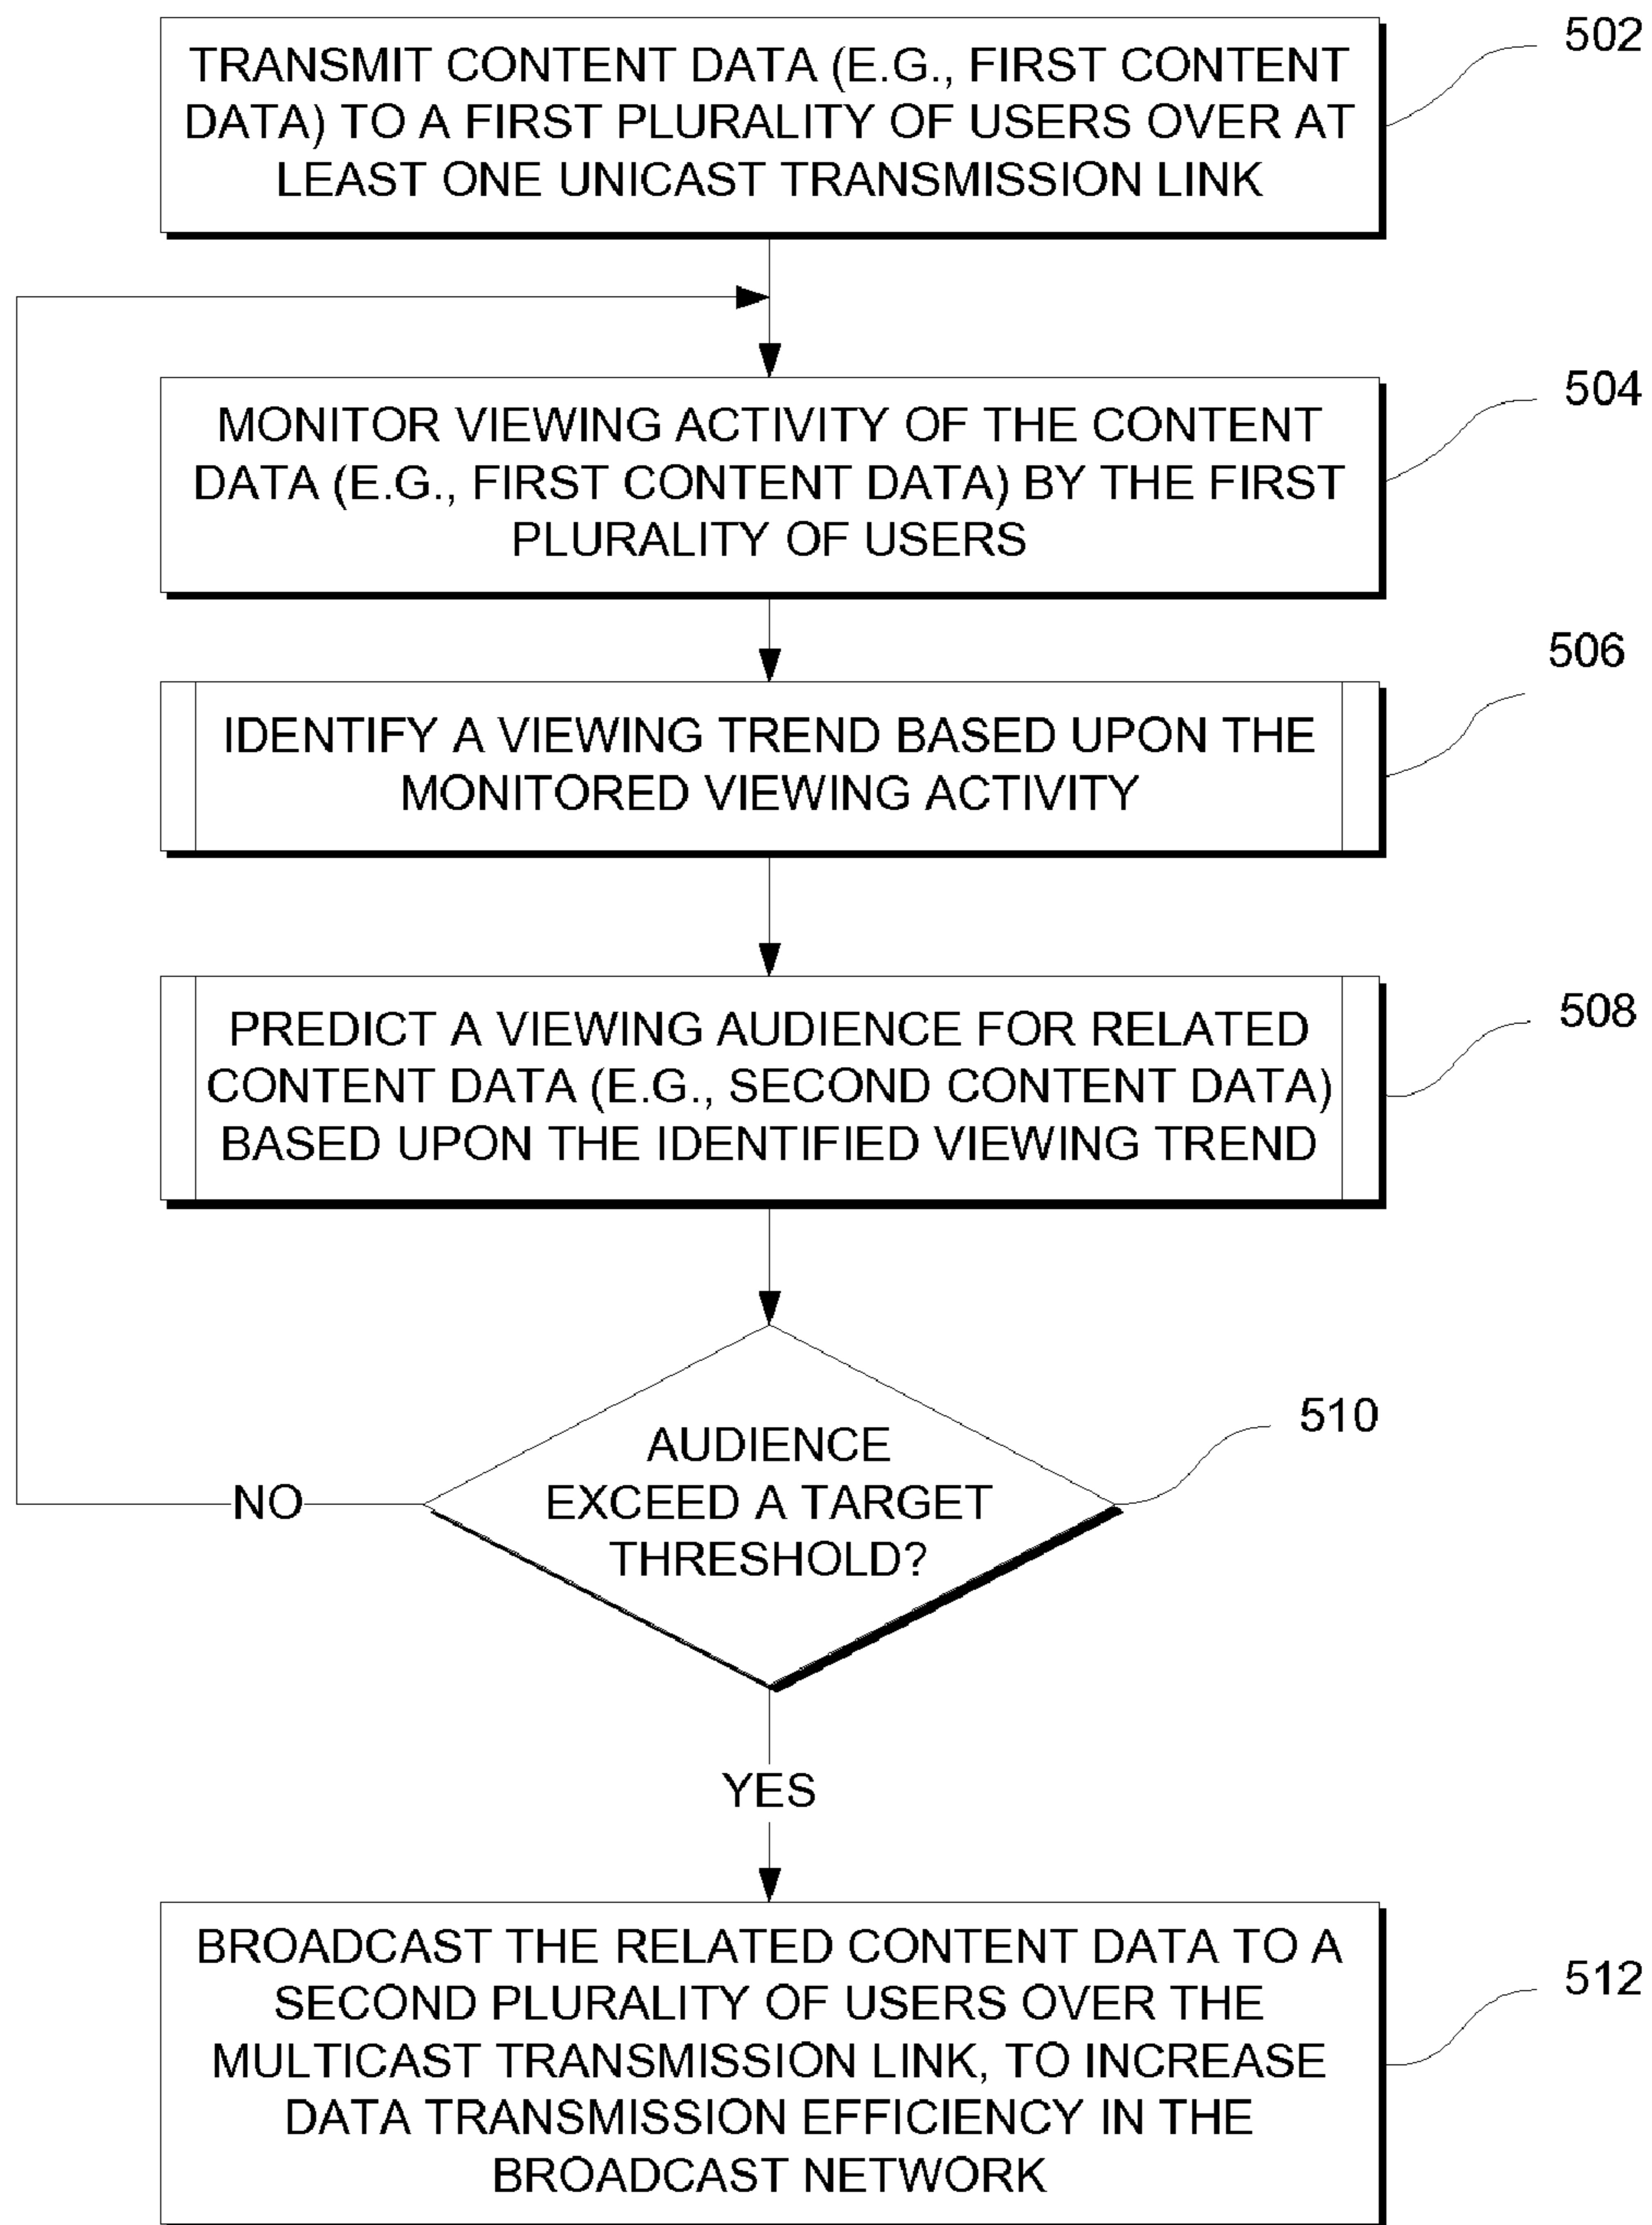 502
TRANSMIT CONTENT DATA (E.G., FIRST CONTENT
DATA) TO A FIRST PLURALITY OF USERS OVER AT
LEAST ONE UNICAST TRANSMISSION LINK
504
MONITOR VIEWING ACTIVITY OF THE CONTENT
DATA (E.G., FIRST CONTENT DATA) BY THE FIRST
PLURALITY OF USERS
506
IDENTIFY A VIEWING TREND BASED UPON THE
MONITORED VIEWING ACTIVITY
508
PREDICT A VIEWING AUDIENCE FOR RELATED
CONTENT DATA (E.G., SECOND CONTENT DATA)
BASED UPON THE IDENTIFIED VIEWING TREND
510
AUDIENCE
EXCEED A TARGET
THRESHOLD?
NO
YES
BROADCAST THE RELATED CONTENT DATA TO A
SECOND PLURALITY OF USERS OVER THE
MULTICAST TRANSMISSION LINK, TO INCREASE
DATA TRANSMISSION EFFICIENCY IN THE
BROADCAST NETWORK
512